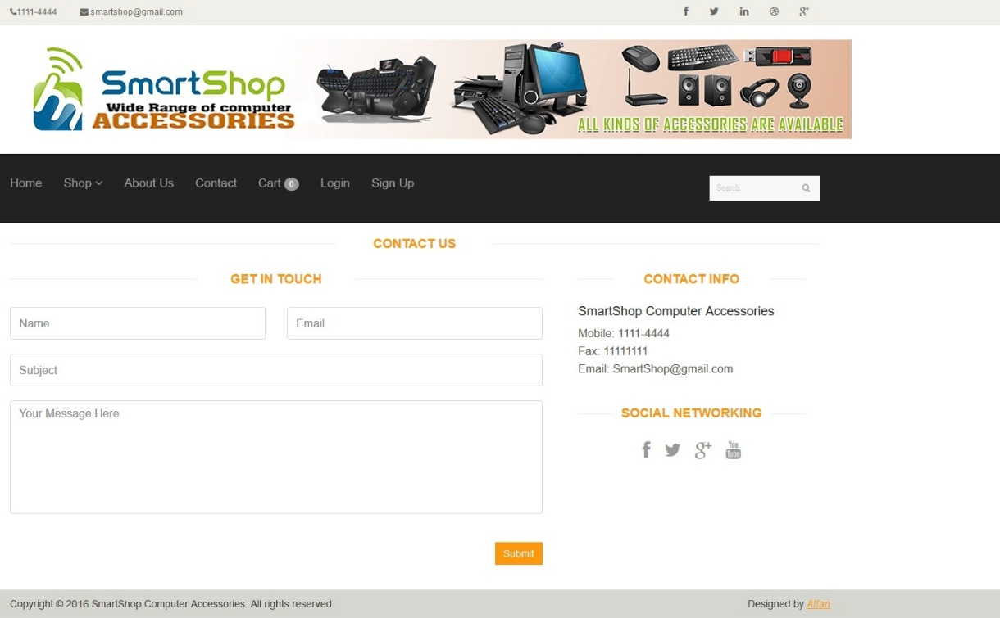 1111-4444 smartshop@gmail.com
SmartShop
Wide Range of computer
ACCESSORIES
ALL KINDS OF ACCESSORIES ARE AVAILABLE
Home Shop About Us Contact Cart 0 Login Sign Up Search
CONTACT US
GET IN TOUCH
Name Email
Subject
Your Message Here
Submit
CONTACT INFO
SmartShop Computer Accessories
Mobile: 1111-4444
Fax: 11111111
Email: SmartShop@gmail.com
SOCIAL NETWORKING
You Tube
Copyright © 2016 SmartShop Computer Accessories. All rights reserved. Designed by Affan